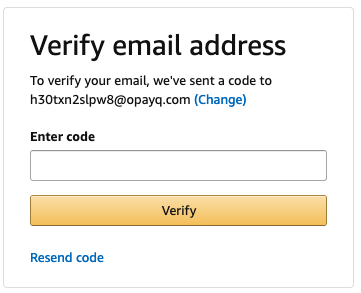 Verify email address
To verify your email, we've sent a code to
h30txn2slpw8@opayq.com (Change)
Enter code
Verify
Resend code